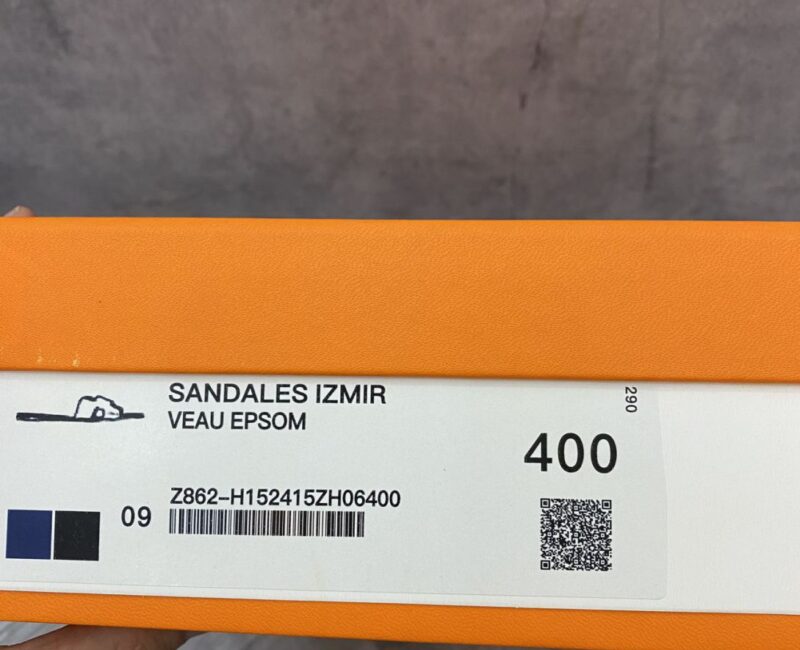 SANDALES IZMIR
VEAU EPSOM
290
400
Z862-H152415ZH06400
09